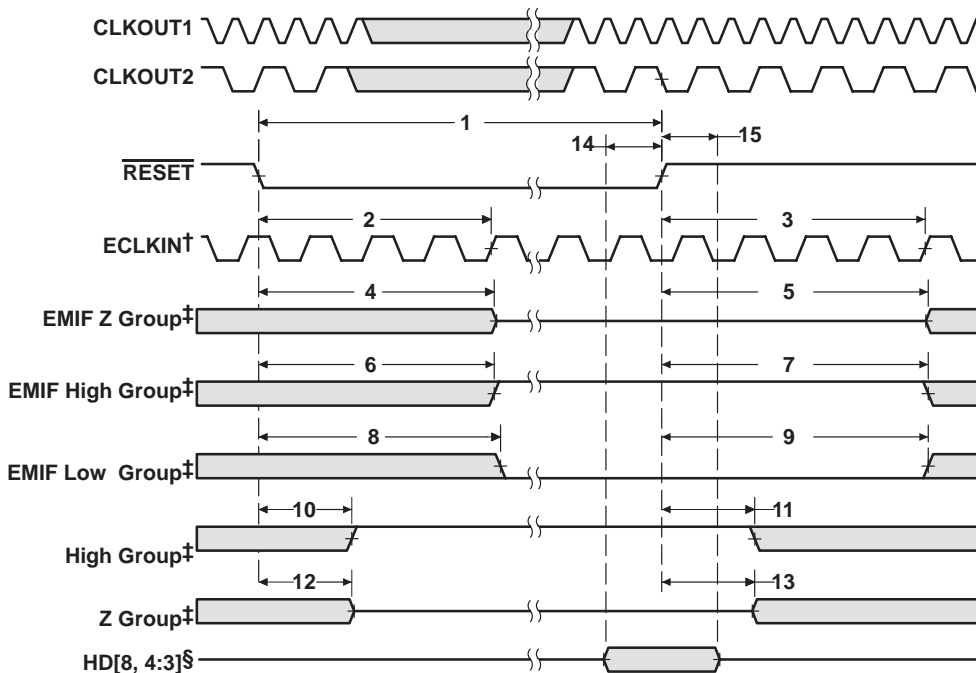 CLKOUT1
CLKOUT2
1
14
15
RESET
2
3
ECLKIN†
4
5
EMIF Z Group‡
6
7
EMIF High Group‡
8
9
EMIF Low Group‡
10
11
High Group‡
12
13
Z Group‡
HD[8, 4:3]§